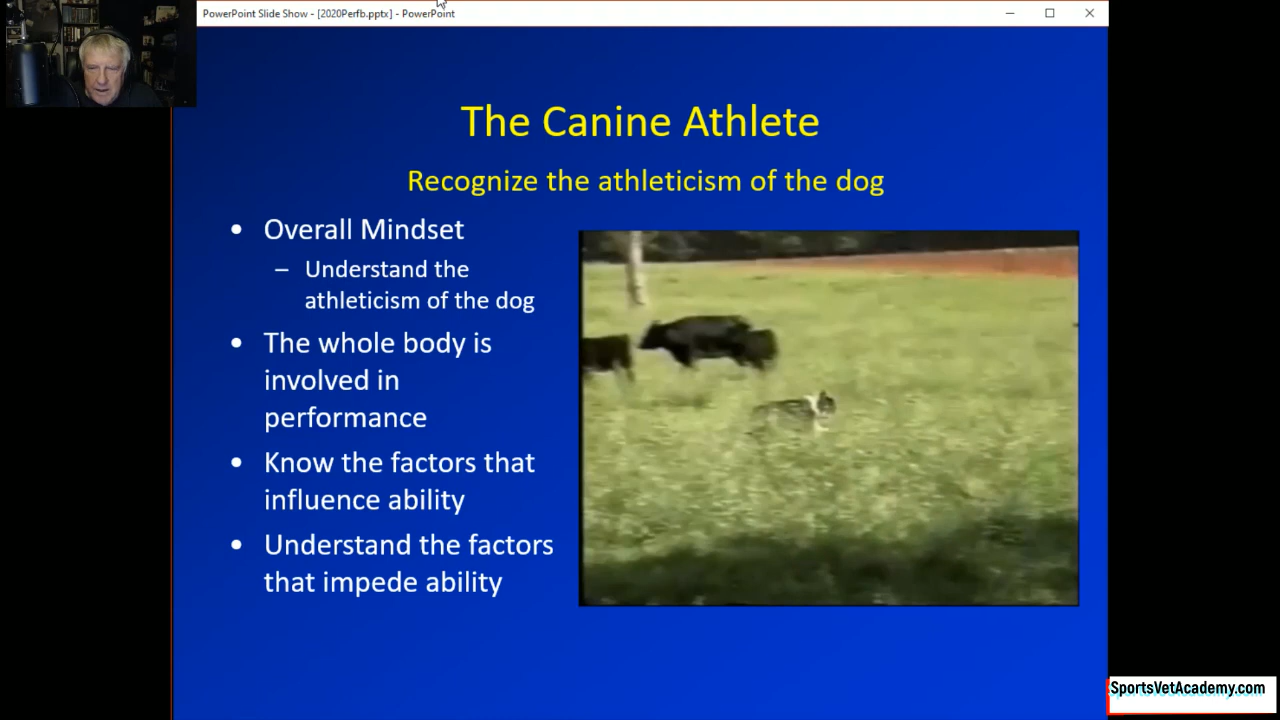 PowerPoint Slide Show - [2020Perfb.pptx] - PowerPoint
The Canine Athlete
Recognize the athleticism of the dog
• Overall Mindset
– Understand the
athleticism of the dog
• The whole body is
involved in
performance
• Know the factors that
influence ability
• Understand the factors
that impede ability
SportsVetAcademy.com